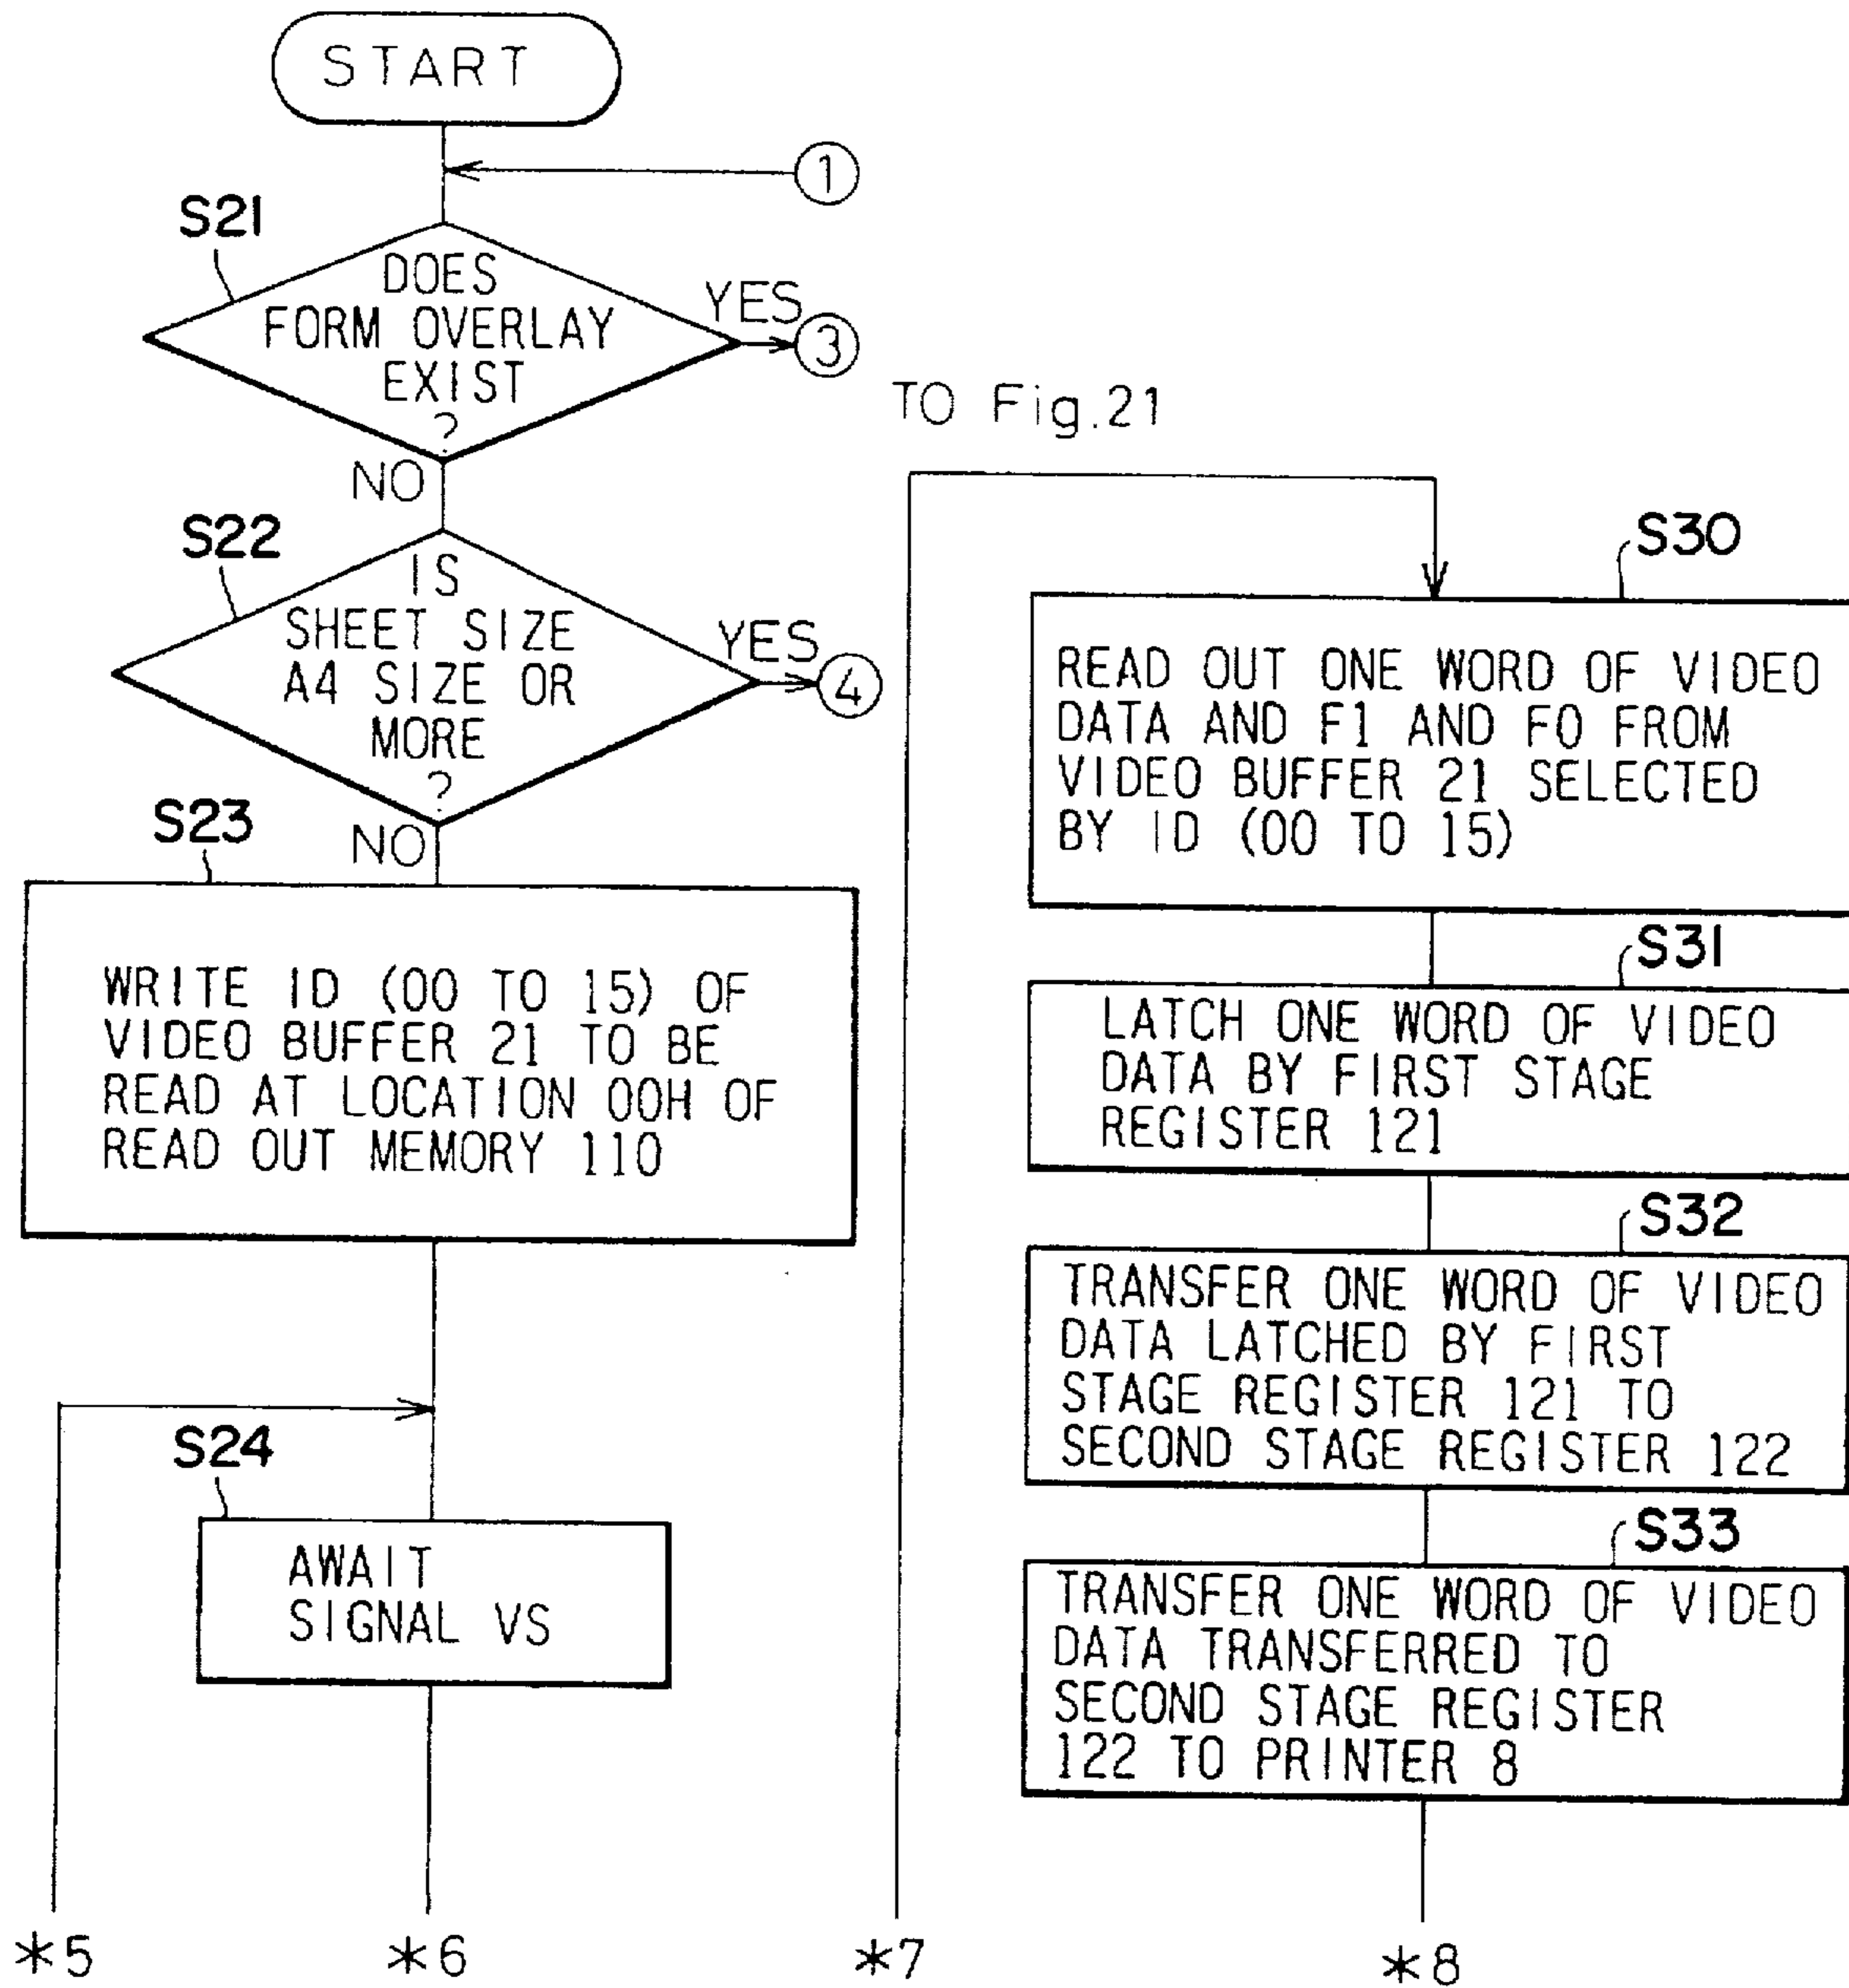 START
①
S21
DOES
FORM OVERLAY
EXIST
?
YES
③
TO Fig.21
NO
S22
IS
SHEET SIZE
A4 SIZE OR
MORE
?
YES
④
NO
S23
WRITE ID (00 TO 15) OF
VIDEO BUFFER 21 TO BE
READ AT LOCATION 00H OF
READ OUT MEMORY 110
S24
AWAIT
SIGNAL VS
*5
*6
S30
READ OUT ONE WORD OF VIDEO
DATA AND F1 AND F0 FROM
VIDEO BUFFER 21 SELECTED
BY ID (00 TO 15)
S31
LATCH ONE WORD OF VIDEO
DATA BY FIRST STAGE
REGISTER 121
S32
TRANSFER ONE WORD OF VIDEO
DATA LATCHED BY FIRST
STAGE REGISTER 121 TO
SECOND STAGE REGISTER 122
S33
TRANSFER ONE WORD OF VIDEO
DATA TRANSFERRED TO
SECOND STAGE REGISTER
122 TO PRINTER 8
*7
*8